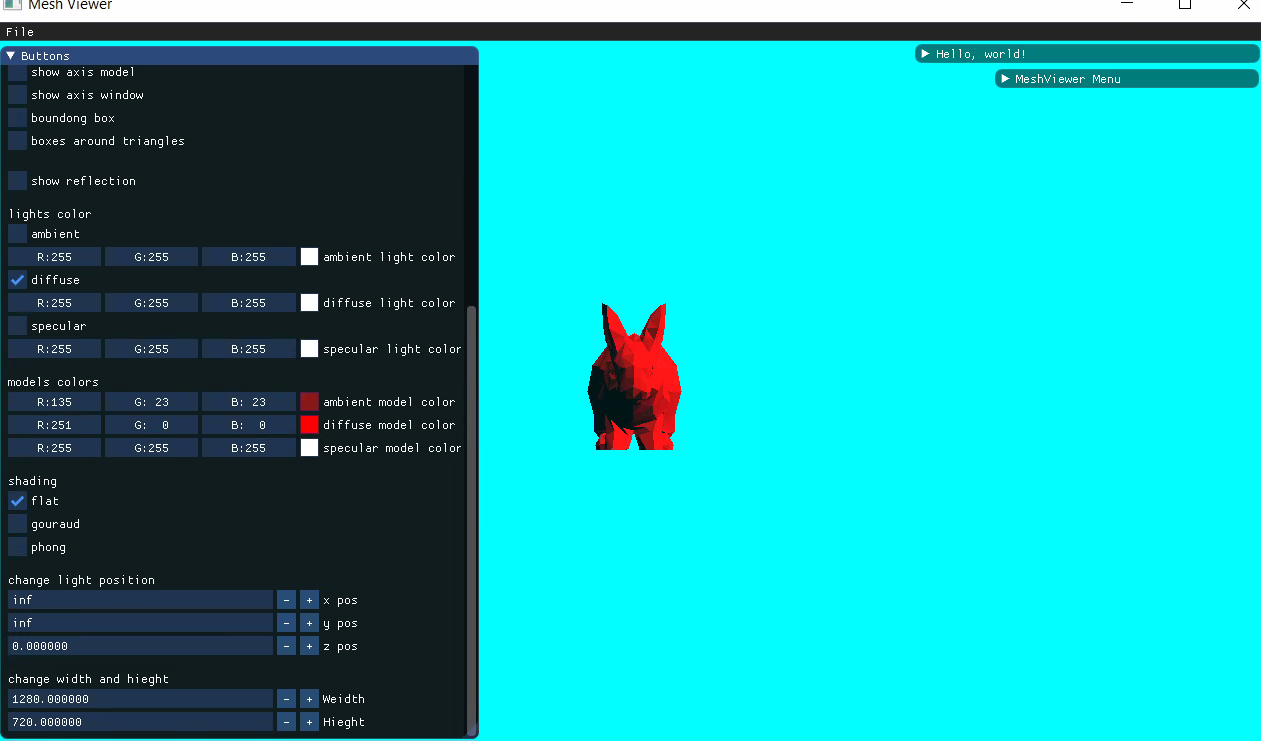 Mesh Viewer
File
Buttons
show axis model
show axis window
boundong box
boxes around triangles
show reflection
lights color
ambient
R:255 G:255 B:255 ambient light color
diffuse
R:255 G:255 B:255 diffuse light color
specular
R:255 G:255 B:255 specular light color
models colors
R:135 G: 23 B: 23 ambient model color
R:251 G: 0 B: 0 diffuse model color
R:255 G:255 B:255 specular model color
shading
flat
gouraud
phong
change light position
inf - + x pos
inf - + y pos
0.000000 - + z pos
change width and hieght
1280.000000 - + Weidth
720.000000 - + Hieght
Hello, world!
MeshViewer Menu